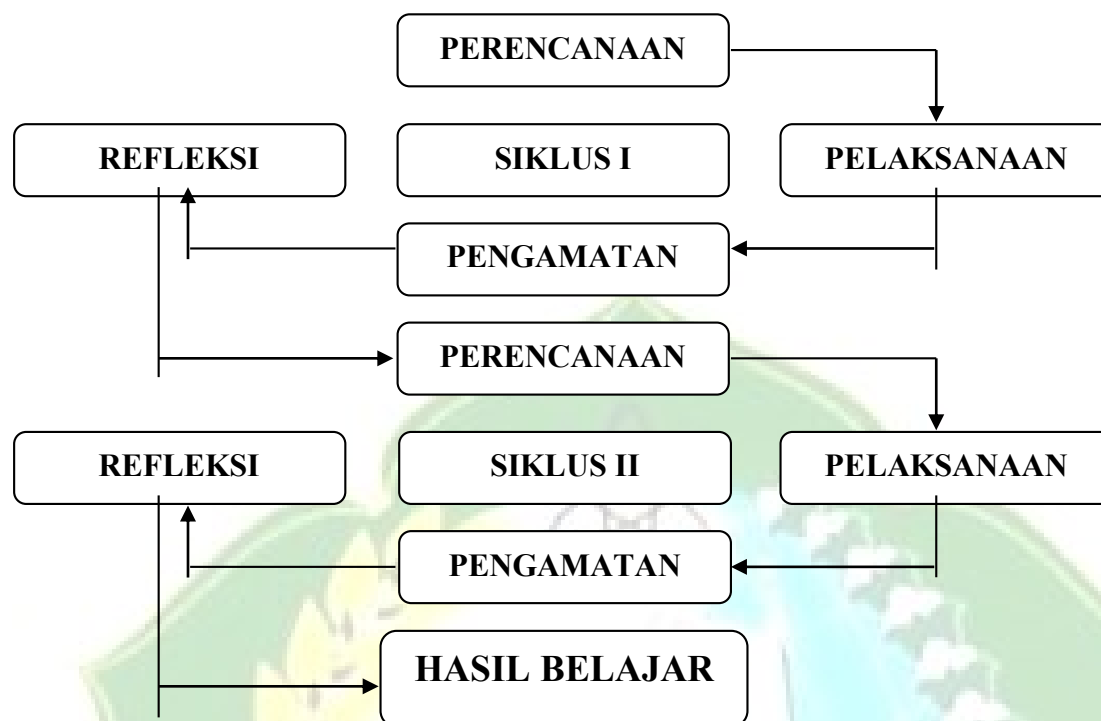 PERENCANAAN
REFLEKSI
SIKLUS I
PELAKSANAAN
PENGAMATAN
PERENCANAAN
REFLEKSI
SIKLUS II
PELAKSANAAN
PENGAMATAN
HASIL BELAJAR